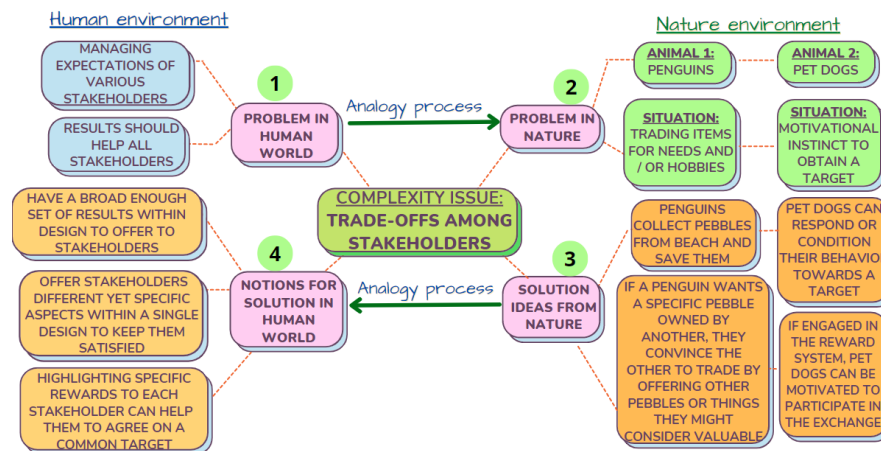 Human environment
Nature environment
MANAGING
EXPECTATIONS OF
VARIOUS
STAKEHOLDERS
RESULTS SHOULD
HELP ALL
STAKEHOLDERS
1
PROBLEM IN
HUMAN
WORLD
Analogy process
2
PROBLEM IN
NATURE
ANIMAL 1:
PENGUINS
ANIMAL 2:
PET DOGS
SITUATION:
TRADING ITEMS
FOR NEEDS AND
/ OR HOBBIES
SITUATION:
MOTIVATIONAL
INSTINCT TO
OBTAIN A
TARGET
COMPLEXITY ISSUE:
TRADE-OFFS AMONG
STAKEHOLDERS
HAVE A BROAD ENOUGH
SET OF RESULTS WITHIN
DESIGN TO OFFER TO
STAKEHOLDERS
OFFER STAKEHOLDERS
DIFFERENT YET SPECIFIC
ASPECTS WITHIN A SINGLE
DESIGN TO KEEP THEM
SATISFIED
HIGHLIGHTING SPECIFIC
REWARDS TO EACH
STAKEHOLDER CAN HELP
THEM TO AGREE ON A
COMMON TARGET
4
NOTIONS FOR
SOLUTION IN
HUMAN
WORLD
Analogy process
3
SOLUTION
IDEAS FROM
NATURE
PENGUINS
COLLECT PEBBLES
FROM BEACH AND
SAVE THEM
PET DOGS CAN
RESPOND OR
CONDITION
THEIR BEHAVIOR
TOWARDS A
TARGET
IF A PENGUIN WANTS
A SPECIFIC PEBBLE
OWNED BY
ANOTHER, THEY
CONVINCE THE
OTHER TO TRADE BY
OFFERING OTHER
PEBBLES OR THINGS
THEY MIGHT
CONSIDER VALUABLE
IF ENGAGED IN
THE REWARD
SYSTEM, PET
DOGS CAN BE
MOTIVATED TO
PARTICIPATE IN
THE EXCHANGE